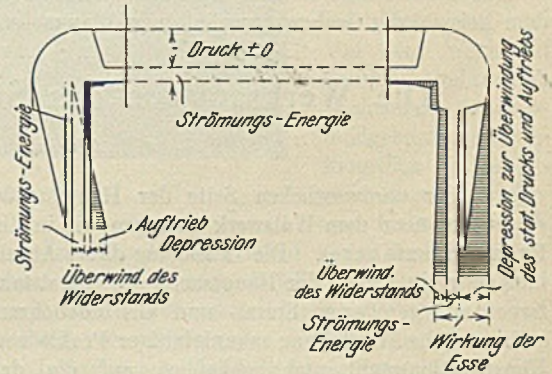 Druck ±0
Strömungs-Energie
Strömungs-Energie
Auftrieb
Depression
Überwind. des
Widerstands
Depression zur Überwindung
des stat. Drucks und Auftriebs
Überwind.
des Widerstands
Strömungs-
Energie
Wirkung der
Esse